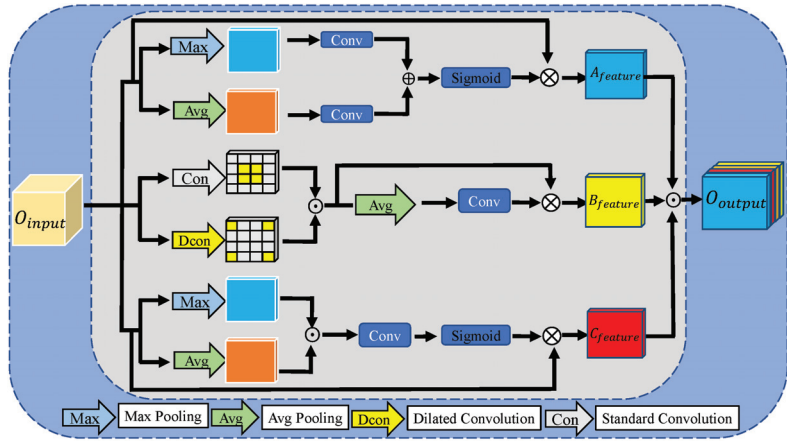 Max
Conv
Sigmoid
A_feature
Avg
Conv
O_input
Con
Avg
Conv
B_feature
O_output
Dcon
Max
Conv
Sigmoid
C_feature
Avg
Max
Max Pooling
Avg
Avg Pooling
Dcon
Dilated Convolution
Con
Standard Convolution